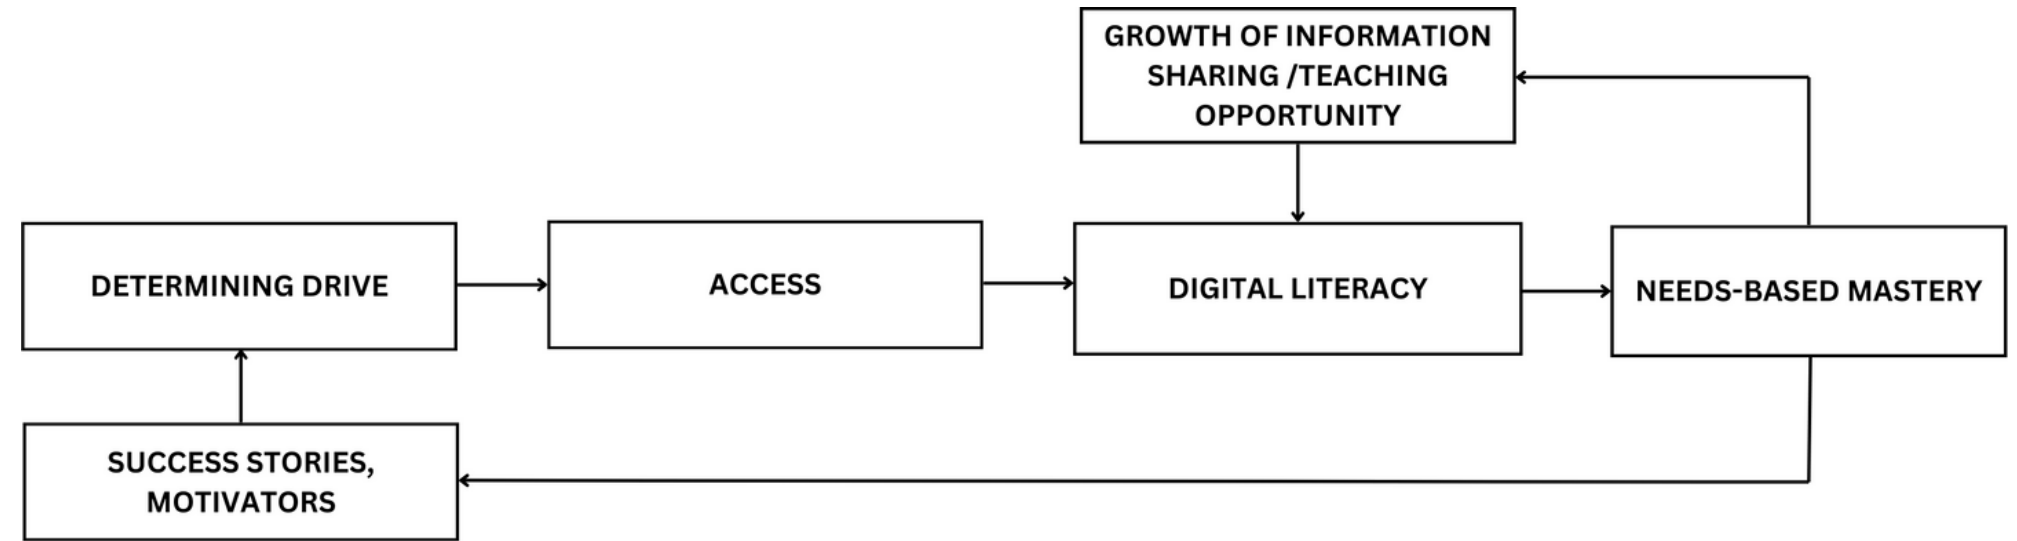 GROWTH OF INFORMATION
SHARING /TEACHING
OPPORTUNITY
DETERMINING DRIVE
ACCESS
DIGITAL LITERACY
NEEDS-BASED MASTERY
SUCCESS STORIES,
MOTIVATORS